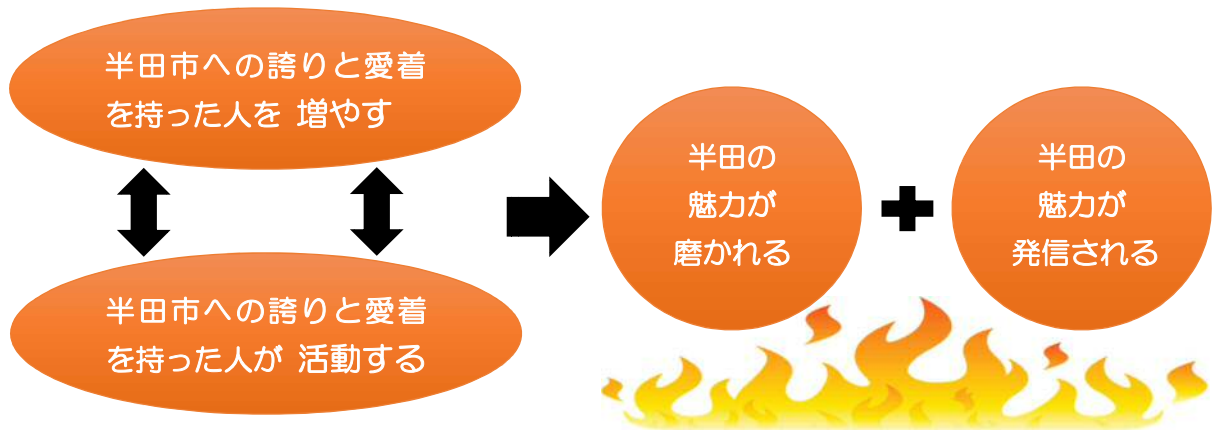 半田市への誇りと愛着
を持った人を 増やす
半田市への誇りと愛着
を持った人が 活動する
半田の
魅力が
磨かれる
半田の
魅力が
発信される